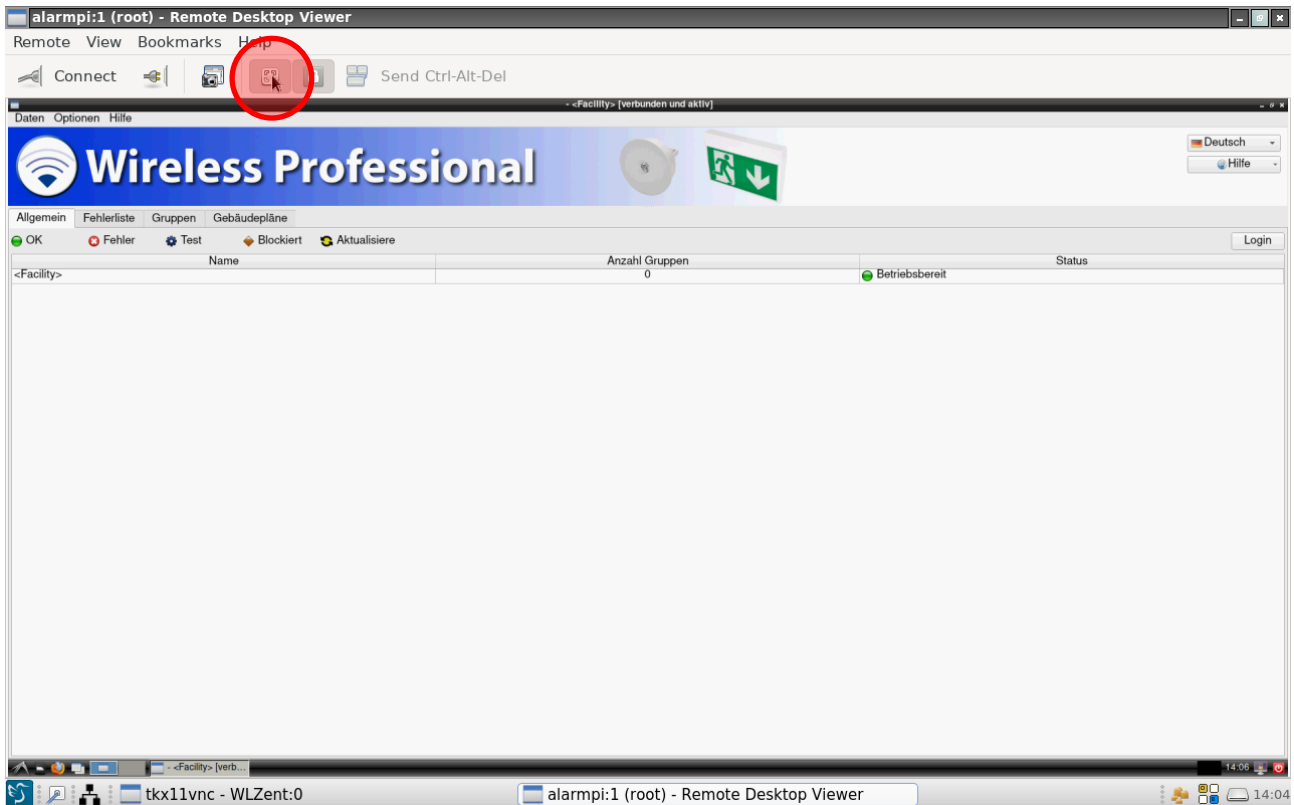 alarmpi:1 (root) - Remote Desktop Viewer
Remote View Bookmarks Help
Connect Send Ctrl-Alt-Del
- <Facility> [verbunden und aktiv]
Daten Optionen Hilfe
Wireless Professional
Deutsch
Hilfe
Allgemein Fehlerliste Gruppen Gebäudepläne
OK Fehler Test Blockiert Aktualisiere Login
Name Anzahl Gruppen Status
<Facility> 0 Betriebsbereit
- <Facility> [verb... 14:06
tkx11vnc - WLZent:0 alarmpi:1 (root) - Remote Desktop Viewer 14:04